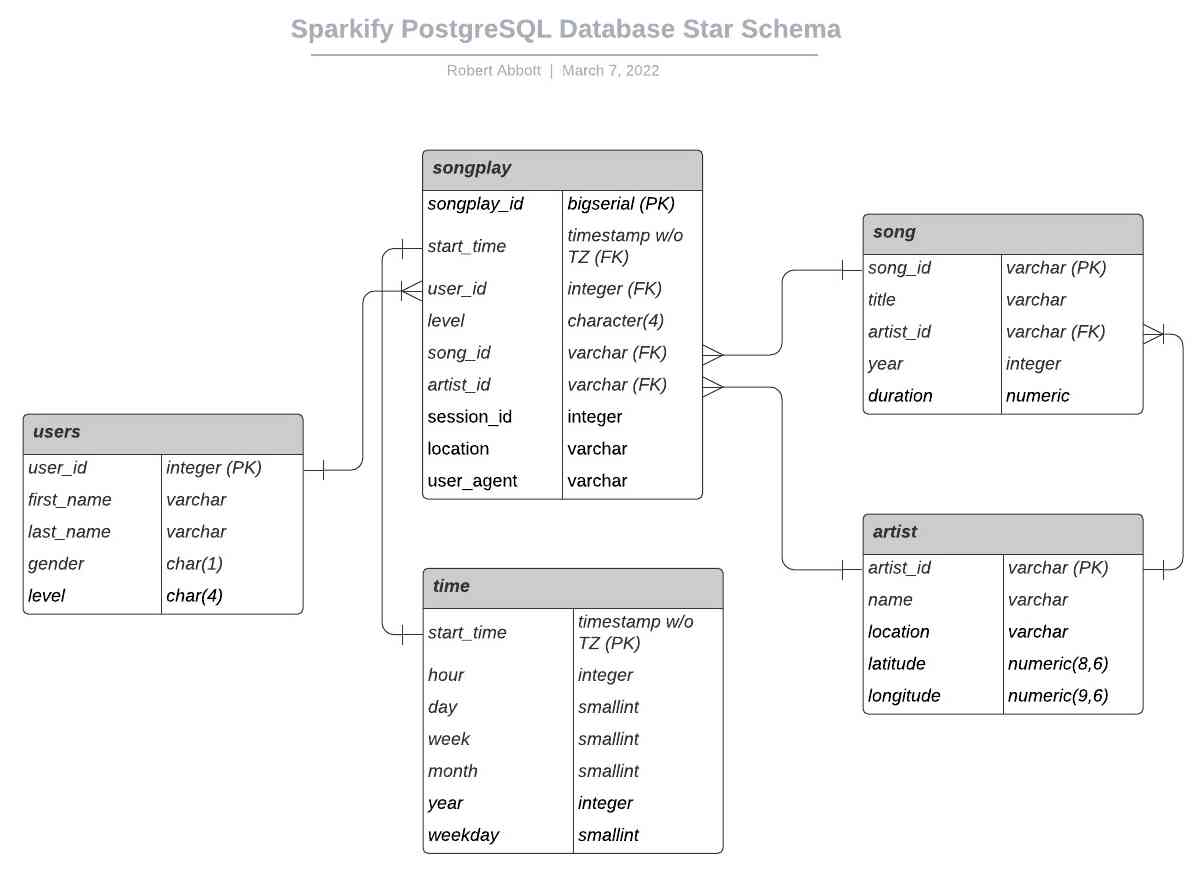 Sparkify PostgreSQL Database Star Schema
Robert Abbott | March 7, 2022
songplay
songplay_id bigserial (PK)
start_time timestamp w/o TZ (FK)
user_id integer (FK)
level character(4)
song_id varchar (FK)
artist_id varchar (FK)
session_id integer
location varchar
user_agent varchar
song
song_id varchar (PK)
title varchar
artist_id varchar (FK)
year integer
duration numeric
users
user_id integer (PK)
first_name varchar
last_name varchar
gender char(1)
level char(4)
time
start_time timestamp w/o TZ (PK)
hour integer
day smallint
week smallint
month smallint
year integer
weekday smallint
artist
artist_id varchar (PK)
name varchar
location varchar
latitude numeric(8,6)
longitude numeric(9,6)